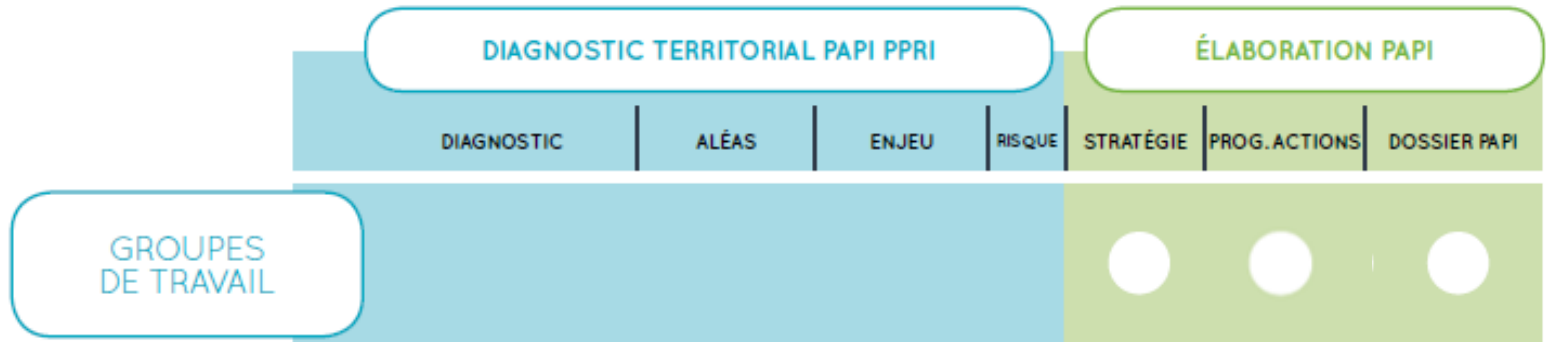 DIAGNOSTIC TERRITORIAL PAPI PPRI
ÉLABORATION PAPI
DIAGNOSTIC
ALÉAS
ENJEU
RISQUE
STRATÉGIE
PROG.ACTIONS
DOSSIER PAPI
GROUPES
DE TRAVAIL